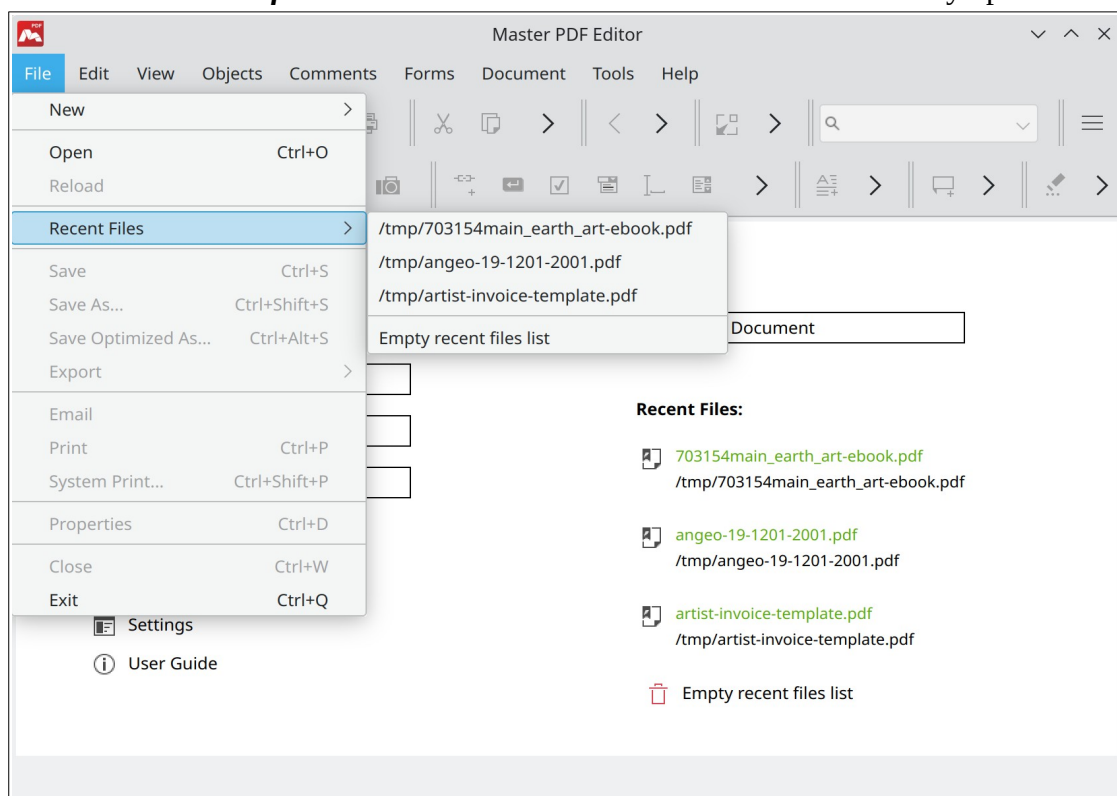 Master PDF Editor
File Edit View Objects Comments Forms Document Tools Help
New
Open Ctrl+O
Reload
Recent Files
/tmp/703154main_earth_art-ebook.pdf
/tmp/angeo-19-1201-2001.pdf
/tmp/artist-invoice-template.pdf
Empty recent files list
Save Ctrl+S
Save As... Ctrl+Shift+S
Save Optimized As... Ctrl+Alt+S
Export
Email
Print Ctrl+P
System Print... Ctrl+Shift+P
Properties Ctrl+D
Close Ctrl+W
Exit Ctrl+Q
Settings
User Guide
Document
Recent Files:
703154main_earth_art-ebook.pdf
/tmp/703154main_earth_art-ebook.pdf
angeo-19-1201-2001.pdf
/tmp/angeo-19-1201-2001.pdf
artist-invoice-template.pdf
/tmp/artist-invoice-template.pdf
Empty recent files list